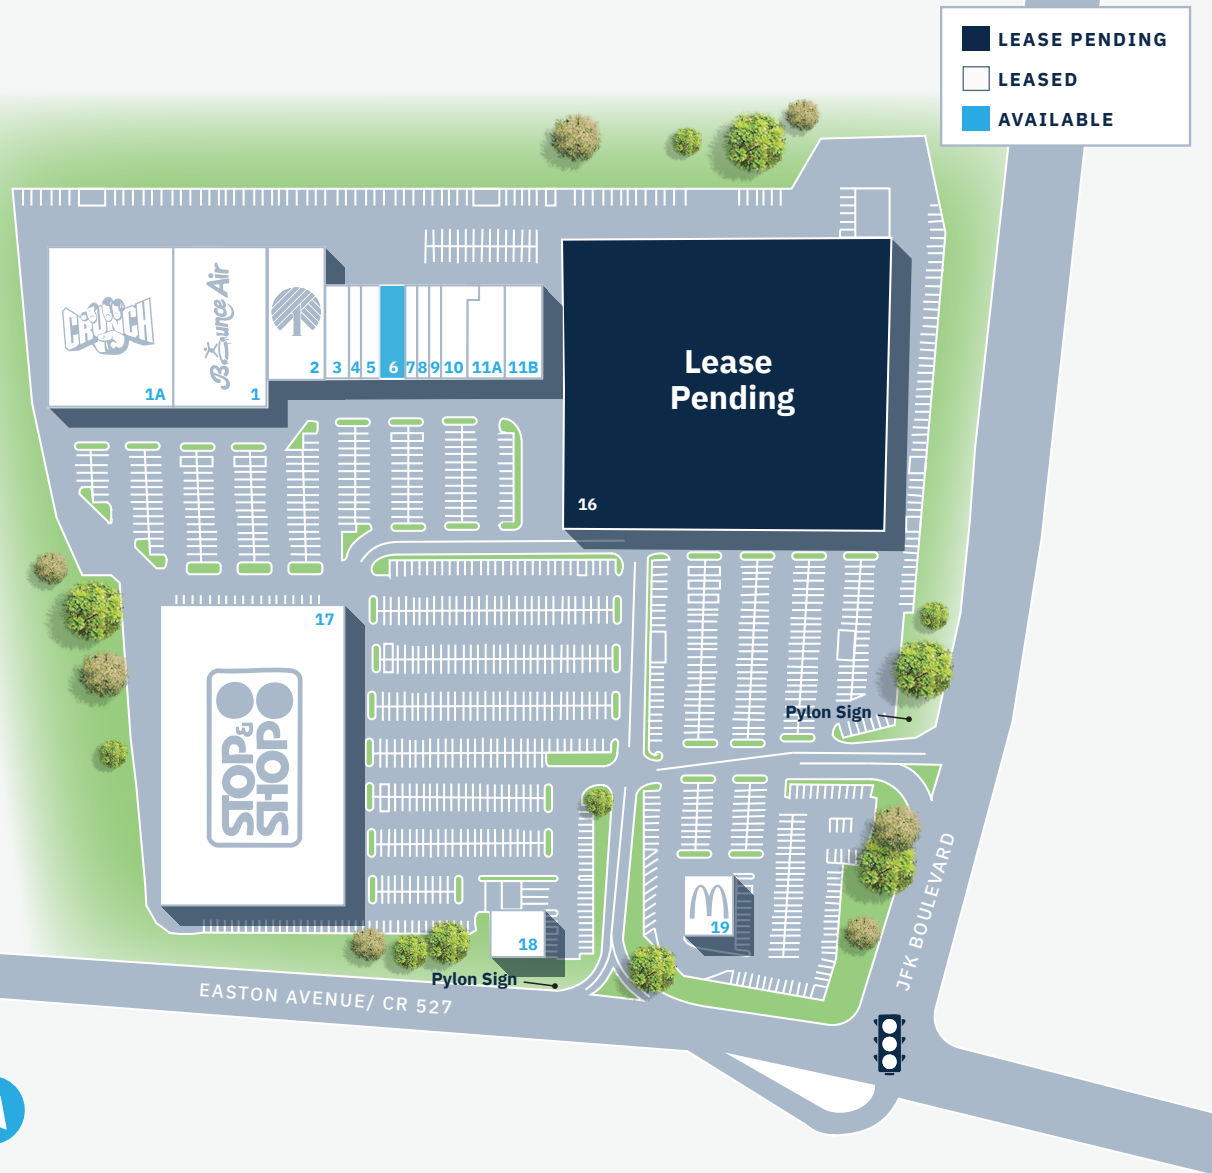 LEASE PENDING
LEASED
AVAILABLE
CRUNCH
1A
Bounce Air
1
2
3
4
5
6
7
8
9
10
11A
11B
Lease
Pending
16
17
STOP&
SHOP
Pylon Sign
18
Pylon Sign
19
JFK BOULEVARD
EASTON AVENUE/ CR 527